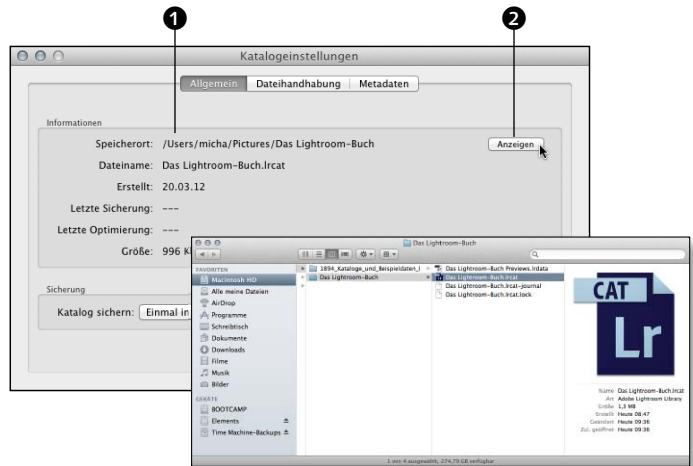 1 2
Katalogeinstellungen
Allgemein Dateihandhabung Metadaten
Informationen
Speicherort: /Users/micha/Pictures/Das Lightroom-Buch
Anzeigen
Dateiname: Das Lightroom-Buch.lrcat
Erstellt: 20.03.12
Letzte Sicherung: ---
Letzte Optimierung: ---
Größe: 996
Sicherung
Katalog sichern: Einmal in
Das Lightroom-Buch
FAVORITEN
Macintosh HD
Alle meine Dateien
AirDrop
Programme
Schreibtisch
Dokumente
Downloads
Filme
Musik
Bilder
GERÄTE
BOOTCAMP
Elements
Time Machine-Backups
1894_Kataloge_und_Beispieldaten_I
Das Lightroom-Buch
Das Lightroom-Buch Previews.lrdata
Das Lightroom-Buch.lrcat
Das Lightroom-Buch.lrcat-journal
Das Lightroom-Buch.lrcat.lock
CAT
Lr
Name Das Lightroom-Buch.lrcat
Art Adobe Lightroom Library
Größe 1,3 MB
Erstellt Heute 08:47
Geändert Heute 09:36
Zul. geöffnet Heute 09:36
1 von 4 ausgewählt, 274,79 GB verfügbar